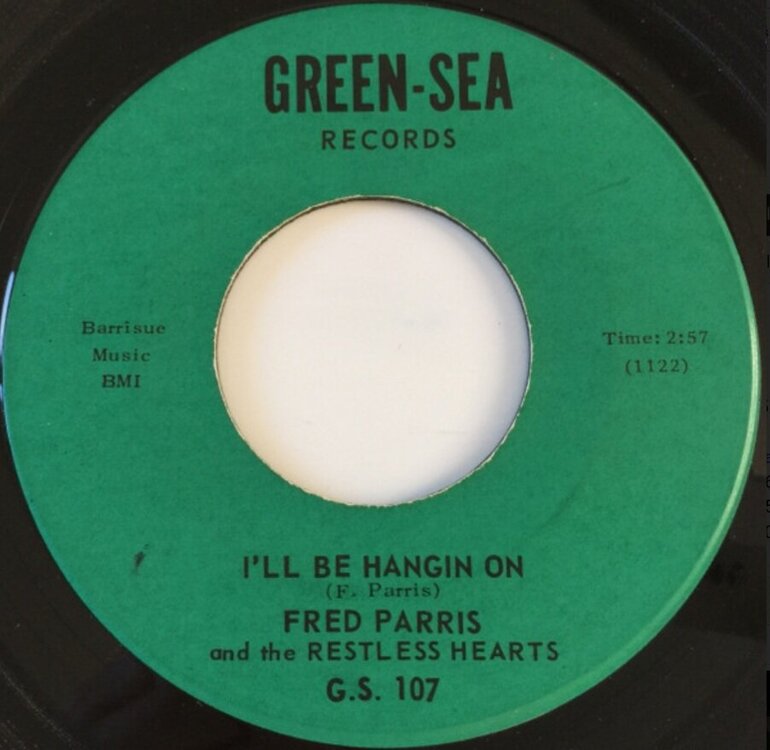 GREEN-SEA
RECORDS
Barrisue
Music
BMI
Time: 2:57
(1122)
I'LL BE HANGIN ON
(F. Parris)
FRED PARRIS
and the RESTLESS HEARTS
G.S. 107